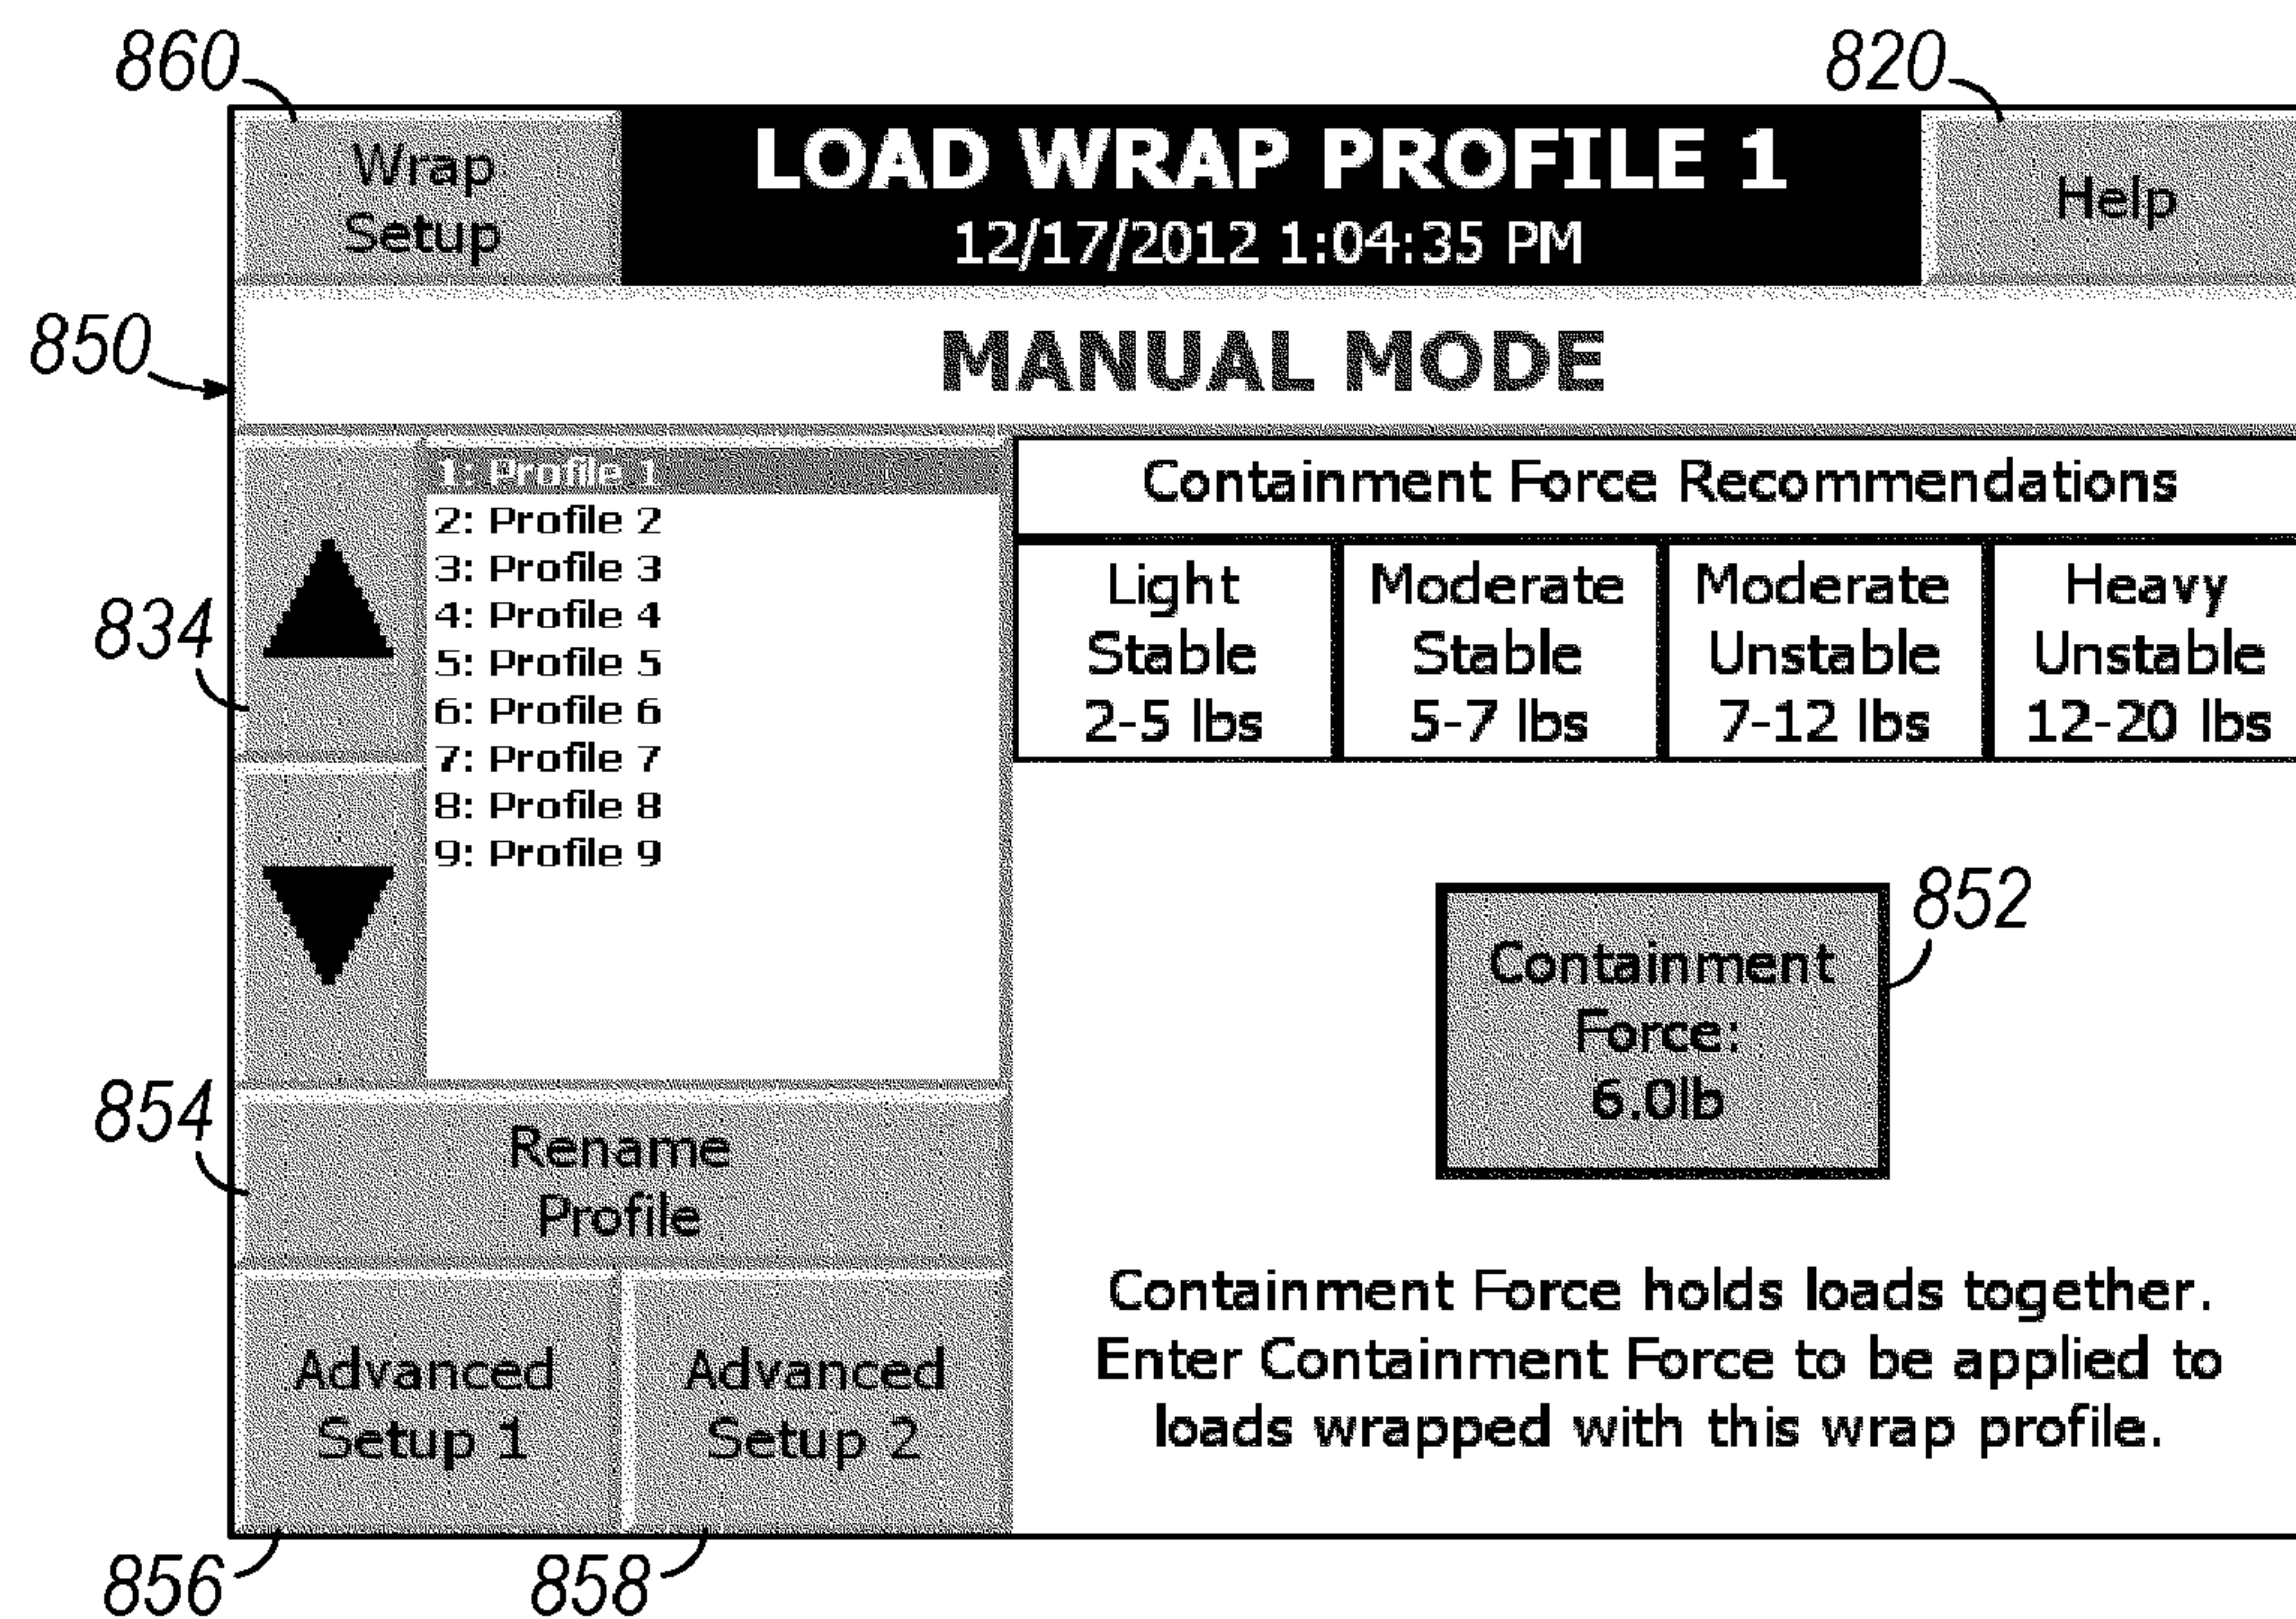 860
820
Wrap
Setup
LOAD WRAP PROFILE 1
12/17/2012 1:04:35 PM
Help
850
MANUAL MODE
834
1: Profile 1
2: Profile 2
3: Profile 3
4: Profile 4
5: Profile 5
6: Profile 6
7: Profile 7
8: Profile 8
9: Profile 9
Containment Force Recommendations
Light
Stable
2-5 lbs
Moderate
Stable
5-7 lbs
Moderate
Unstable
7-12 lbs
Heavy
Unstable
12-20 lbs
852
Containment
Force:
6.0lb
854
Rename
Profile
Advanced
Setup 1
Advanced
Setup 2
Containment Force holds loads together.
Enter Containment Force to be applied to
loads wrapped with this wrap profile.
856
858